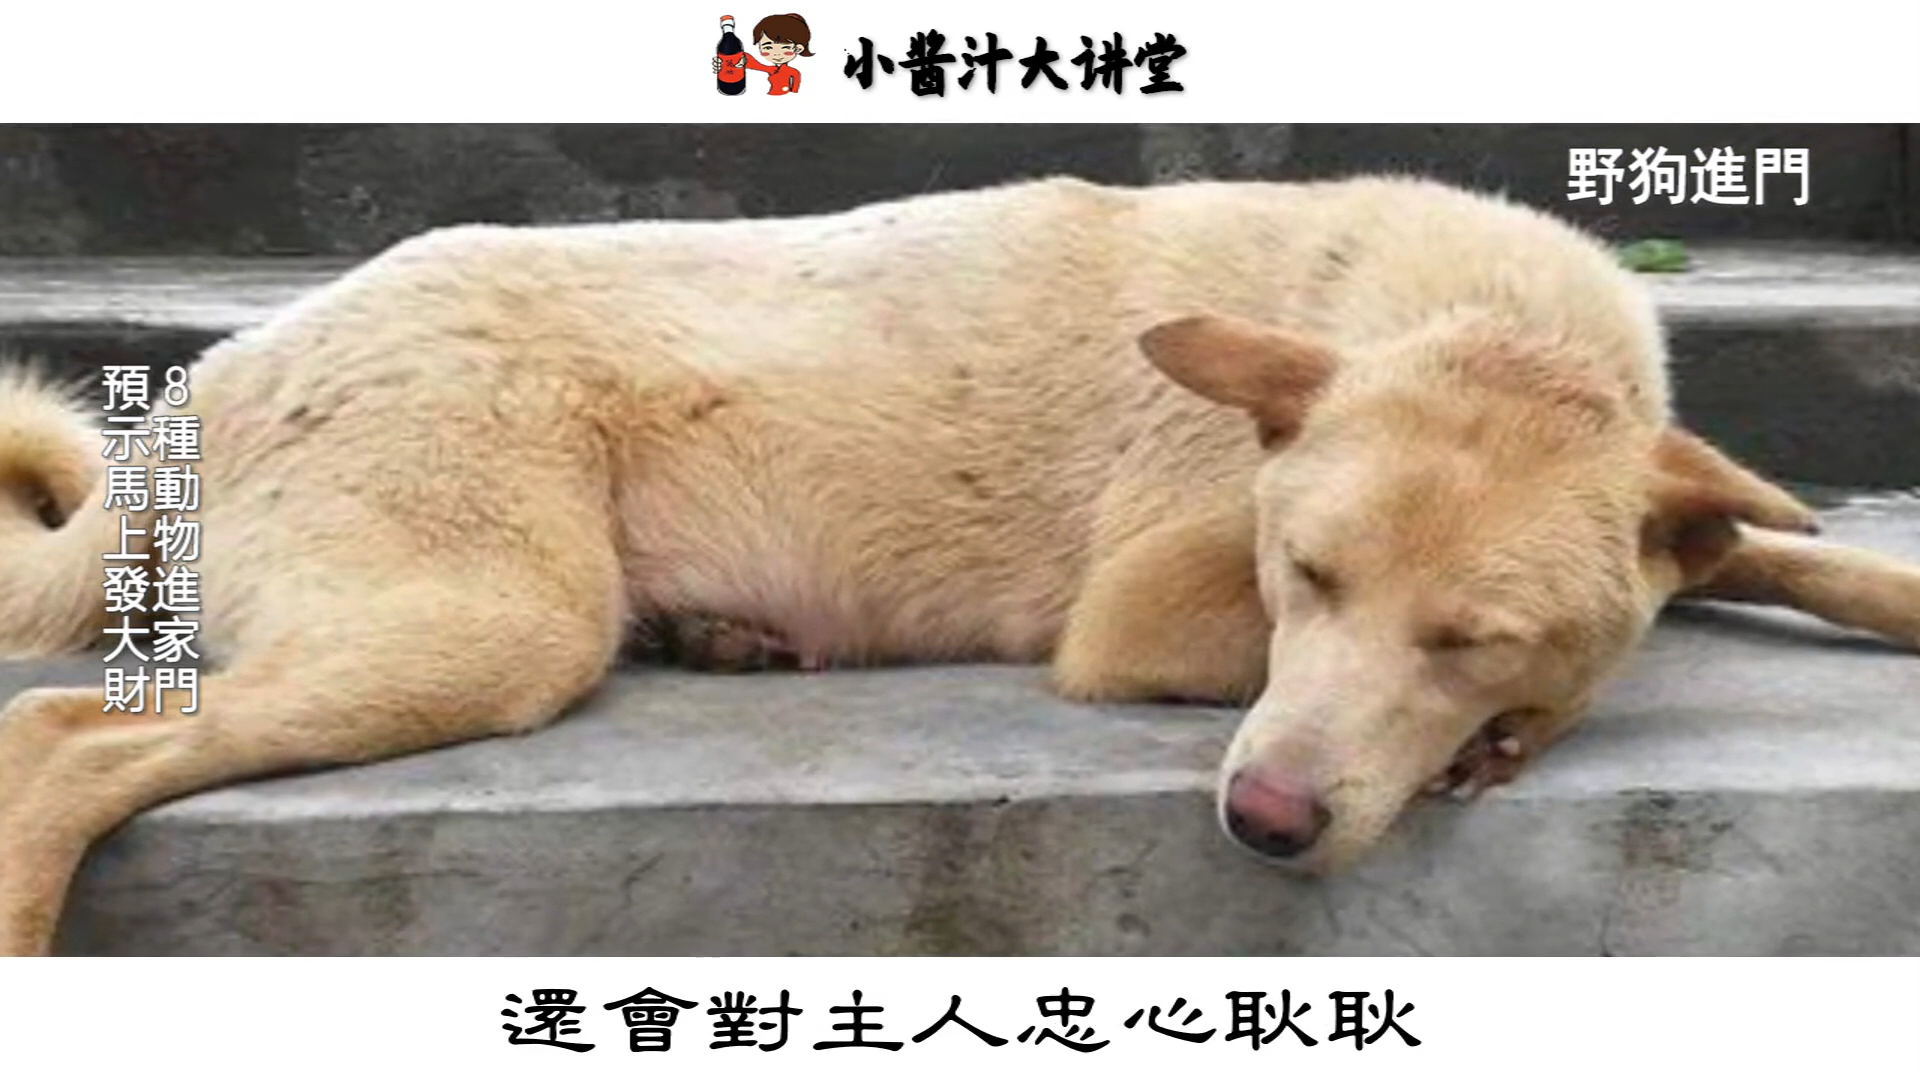 小酱汁大讲堂
野狗進門
8種動物進家門
預示馬上發大財
還會對主人忠心耿耿